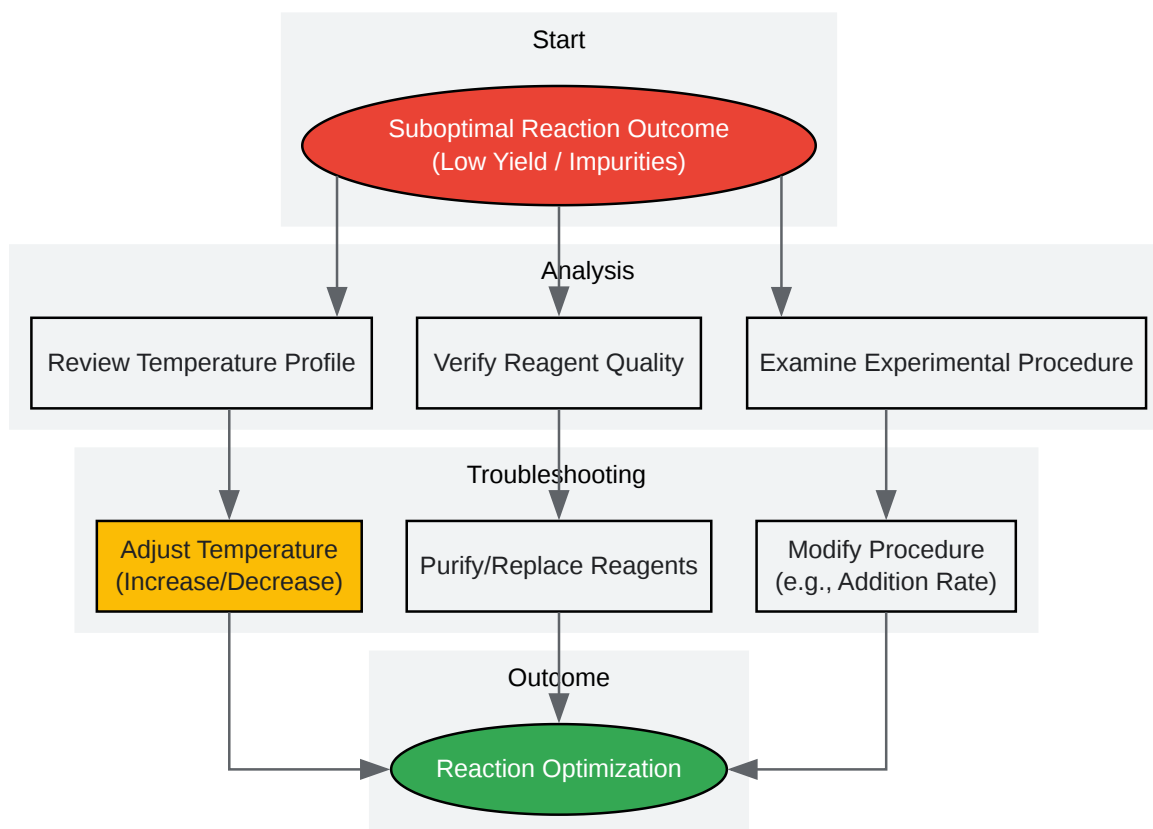 Start
Suboptimal Reaction Outcome
(Low Yield / Impurities)
Analysis
Review Temperature Profile
Verify Reagent Quality
Examine Experimental Procedure
Troubleshooting
Adjust Temperature
(Increase/Decrease)
Purify/Replace Reagents
Modify Procedure
(e.g., Addition Rate)
Outcome
Reaction Optimization